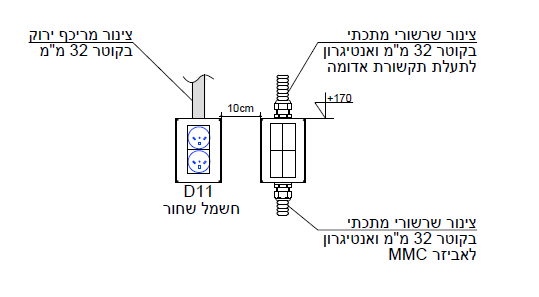 צינור שרשורי מתכתי
בקוטר 32 מ"מ ואנטיגרון
לתעלת תקשורת אדומה
צינור מריכף ירוק
בקוטר 32 מ"מ
10cm
+170
D11
חשמל שחור
צינור שרשורי מתכתי
בקוטר 32 מ"מ ואנטיגרון
לאביזר MMC